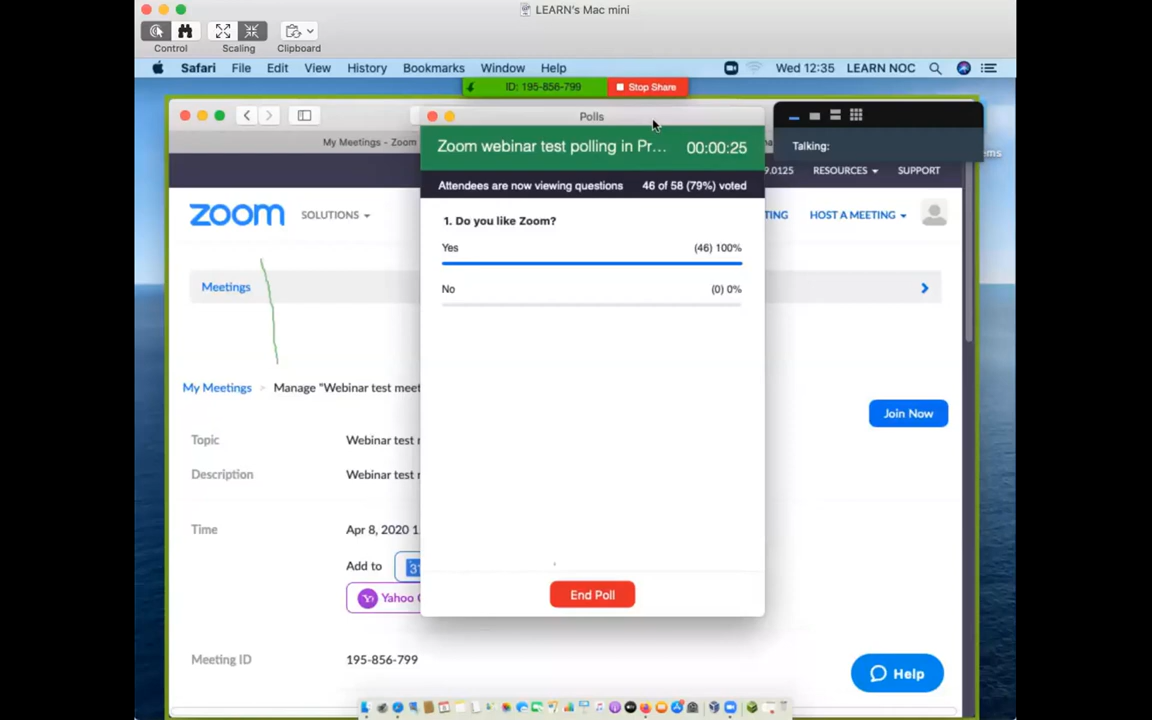 LEARN's Mac mini
Control Scaling Clipboard
Safari File Edit View History Bookmarks Window Help Wed 12:35 LEARN NOC
ID: 195-856-799 Stop Share
Polls
My Meetings - Zoom
Zoom webinar test polling in Pr... 00:00:25
Talking:
ems
Attendees are now viewing questions 46 of 58 (79%) voted
9.0125 RESOURCES SUPPORT
zoom SOLUTIONS
TING HOST A MEETING
1. Do you like Zoom?
Yes (46) 100%
Meetings
No (0) 0%
My Meetings > Manage "Webinar test meet
Join Now
Topic Webinar test
Description Webinar test
Time Apr 8, 2020 1
Add to 31
Yahoo
End Poll
Meeting ID 195-856-799
Help